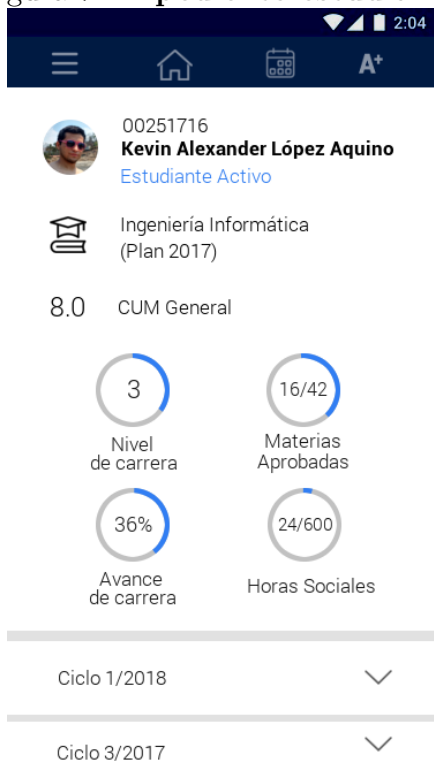 2:04
A+
00251716
Kevin Alexander López Aquino
Estudiante Activo
Ingeniería Informática
(Plan 2017)
8.0 CUM General
3
16/42
Nivel
de carrera
Materias
Aprobadas
36%
24/600
Avance
de carrera
Horas Sociales
Ciclo 1/2018
Ciclo 3/2017